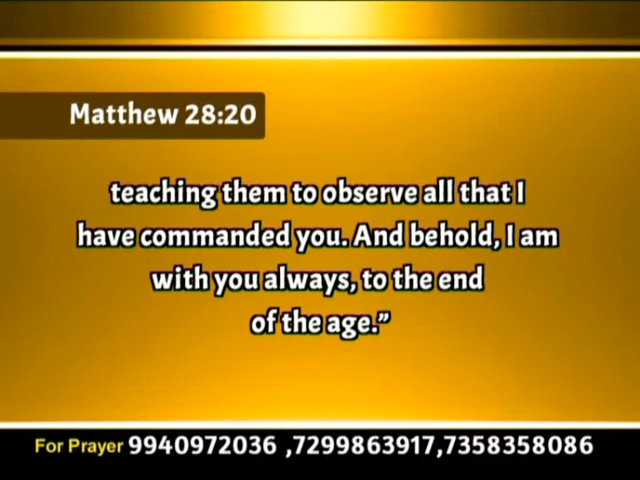 Matthew 28:20
teaching them to observe all that I
have commanded you. And behold, I am
with you always, to the end
of the age.”
For Prayer 9940972036 ,7299863917,7358358086